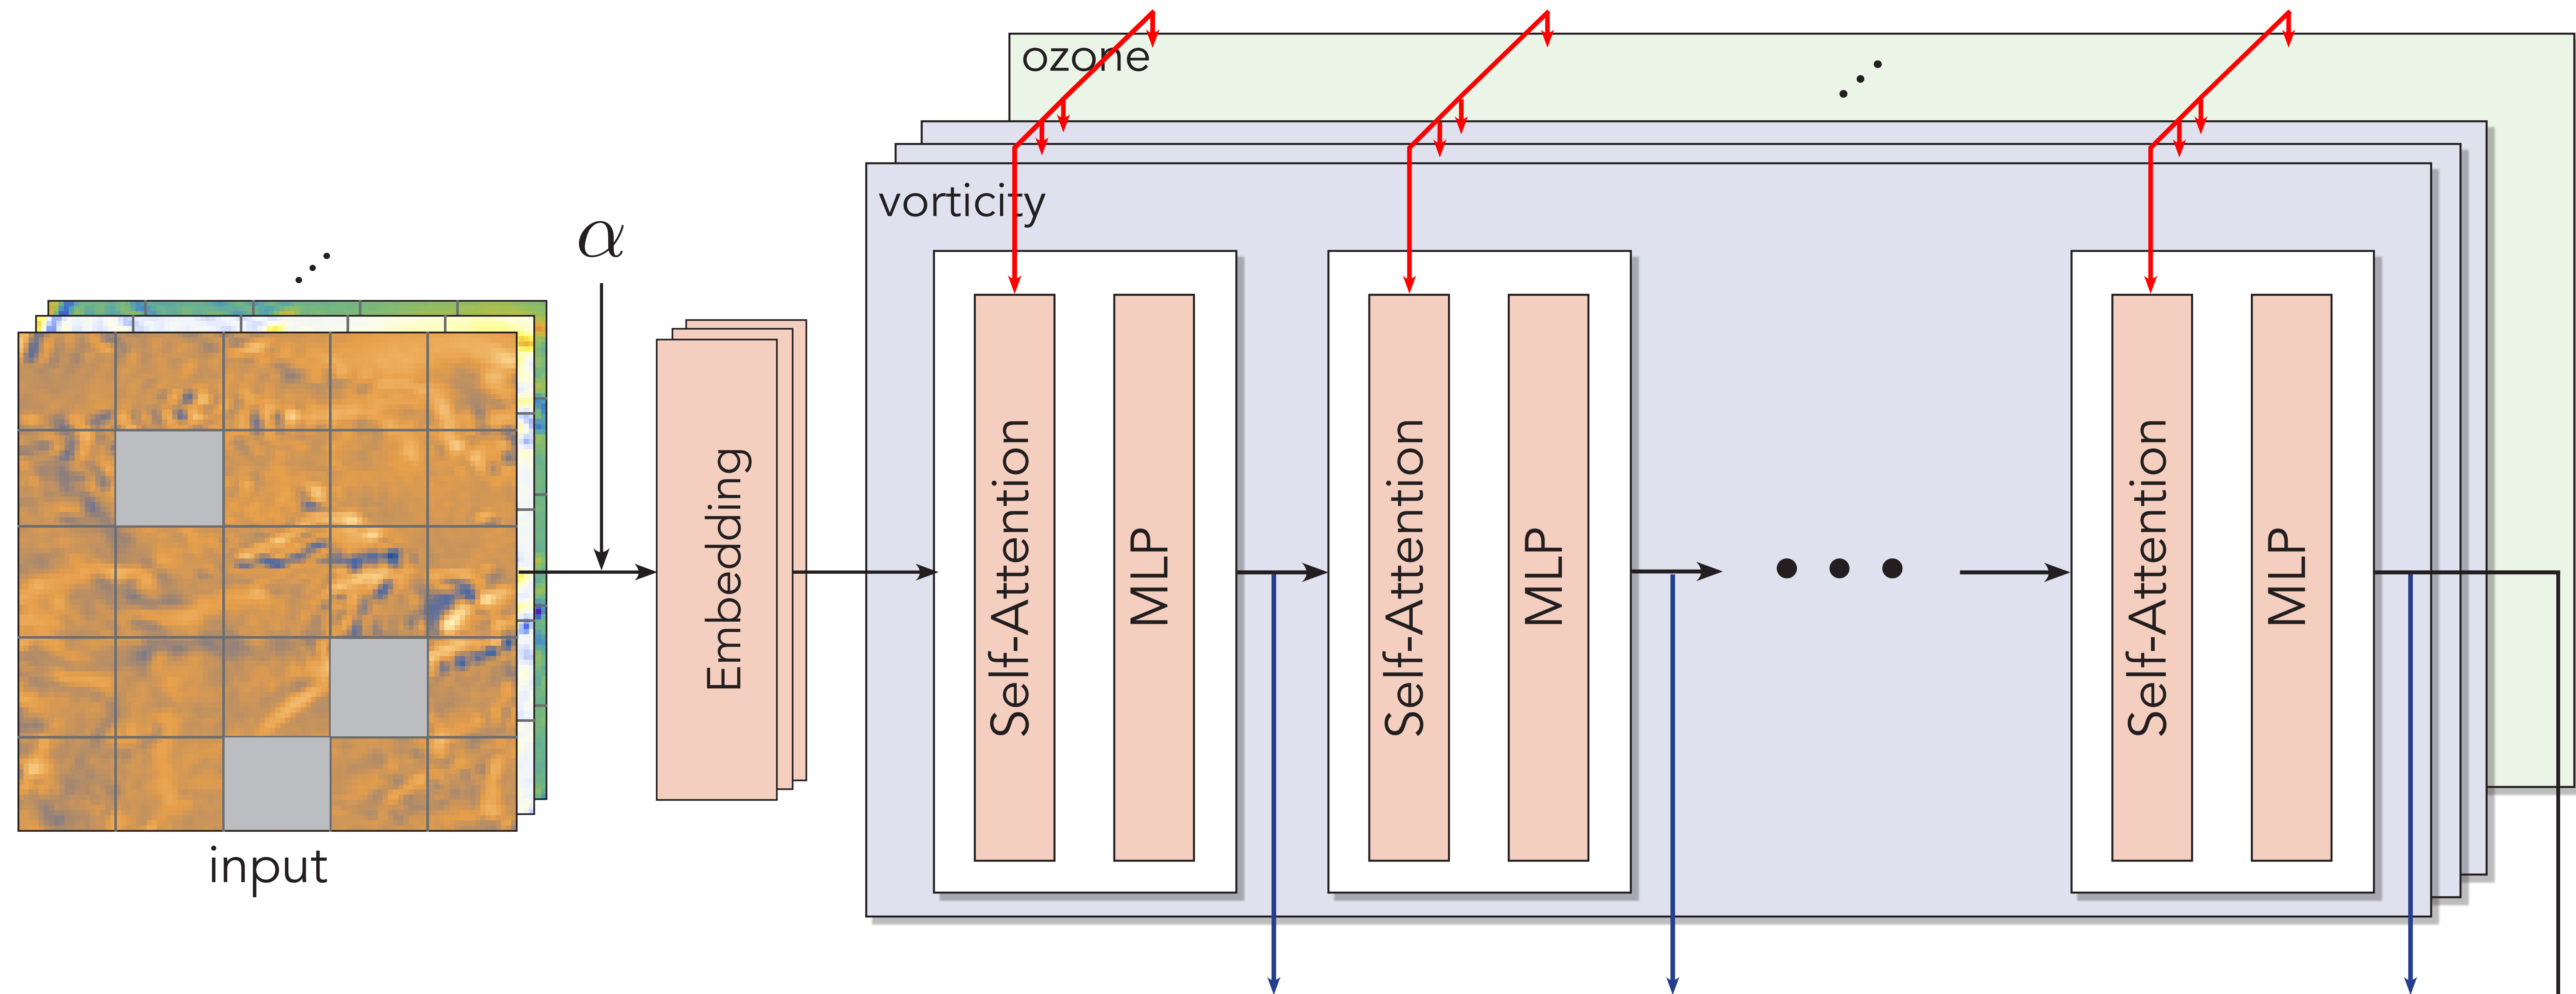 ozone
vorticity
α
Embedding
Self-Attention
MLP
Self-Attention
MLP
Self-Attention
MLP
input